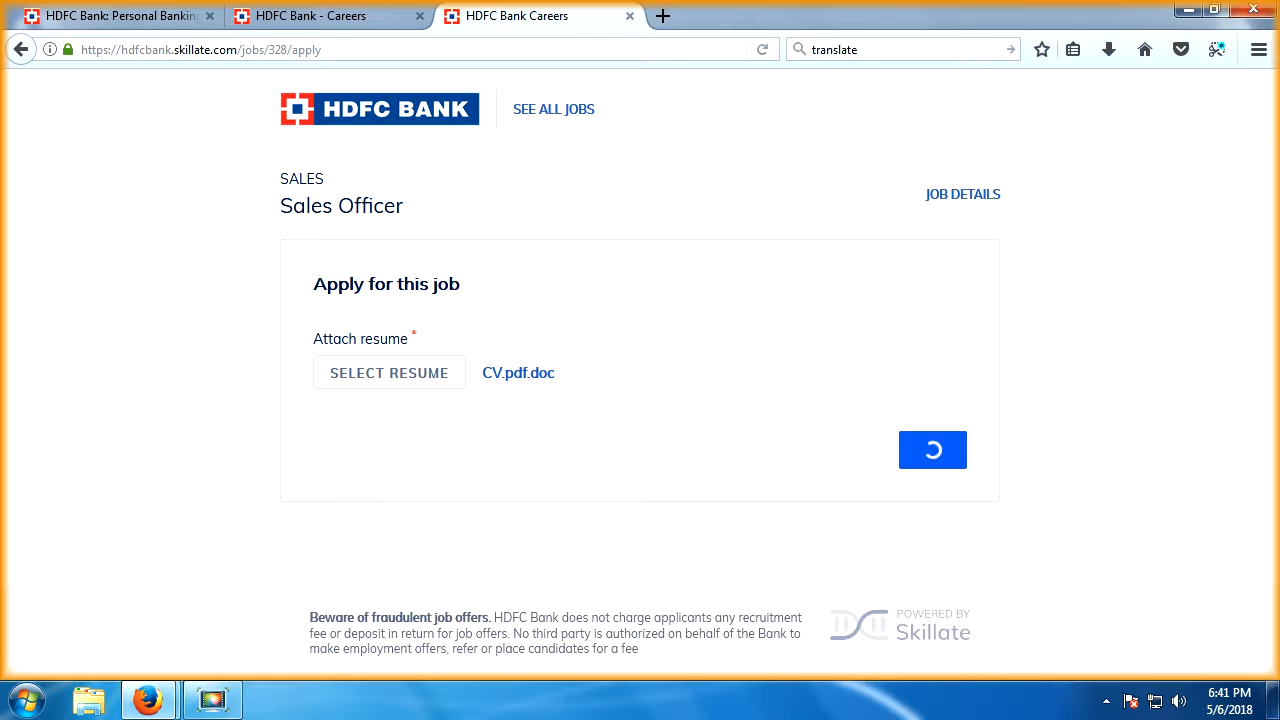 HDFC Bank: Personal Banking
HDFC Bank - Careers
HDFC Bank Careers
https://hdfcbank.skillate.com/jobs/328/apply
translate
HDFC BANK
SEE ALL JOBS
SALES
Sales Officer
JOB DETAILS
Apply for this job
Attach resume *
SELECT RESUME
CV.pdf.doc
Beware of fraudulent job offers. HDFC Bank does not charge applicants any recruitment
fee or deposit in return for job offers. No third party is authorized on behalf of the Bank to
make employment offers, refer or place candidates for a fee
POWERED BY
Skillate
6:41 PM
5/6/2018